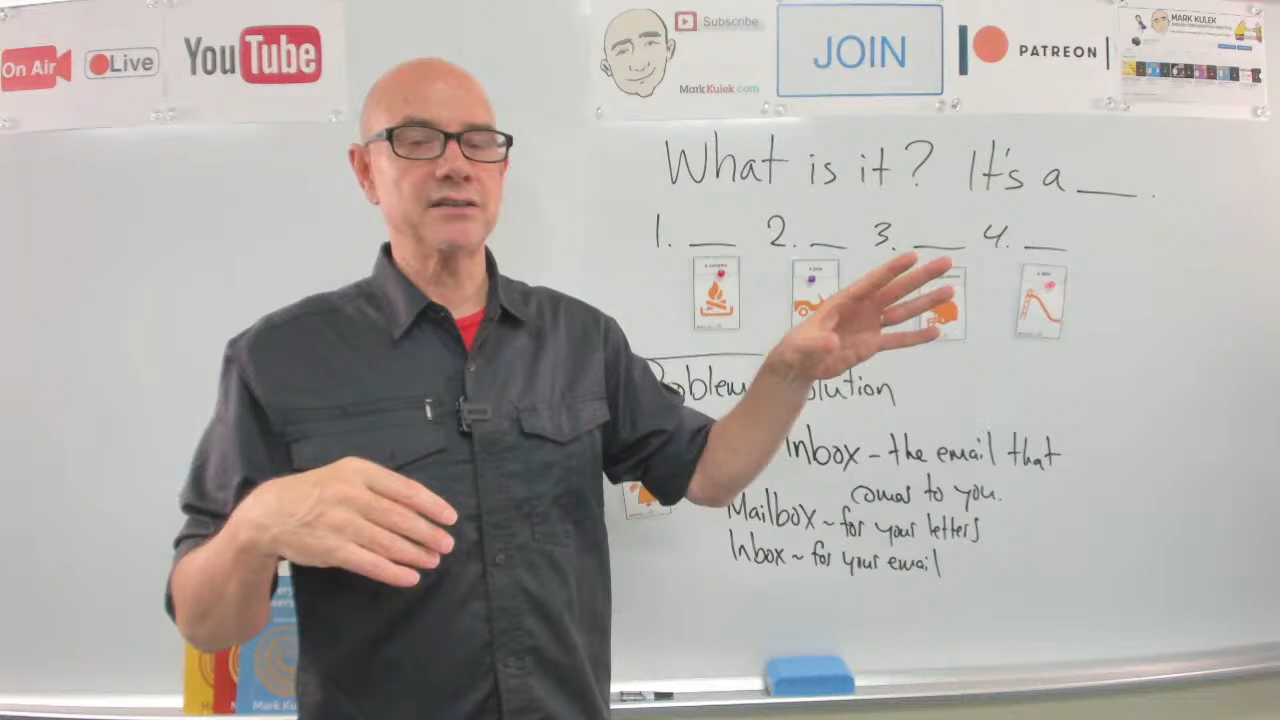 On Air
Live
YouTube
Subscribe
MarkKulek.com
JOIN
PATREON
MARK KULEK
What is it? It's a ___.
1. ___ 2. ___ 3. ___ 4. ___
Inbox - the email that
comes to you.
Mailbox ~ for your letters
Inbox ~ for your email
Mark Ku